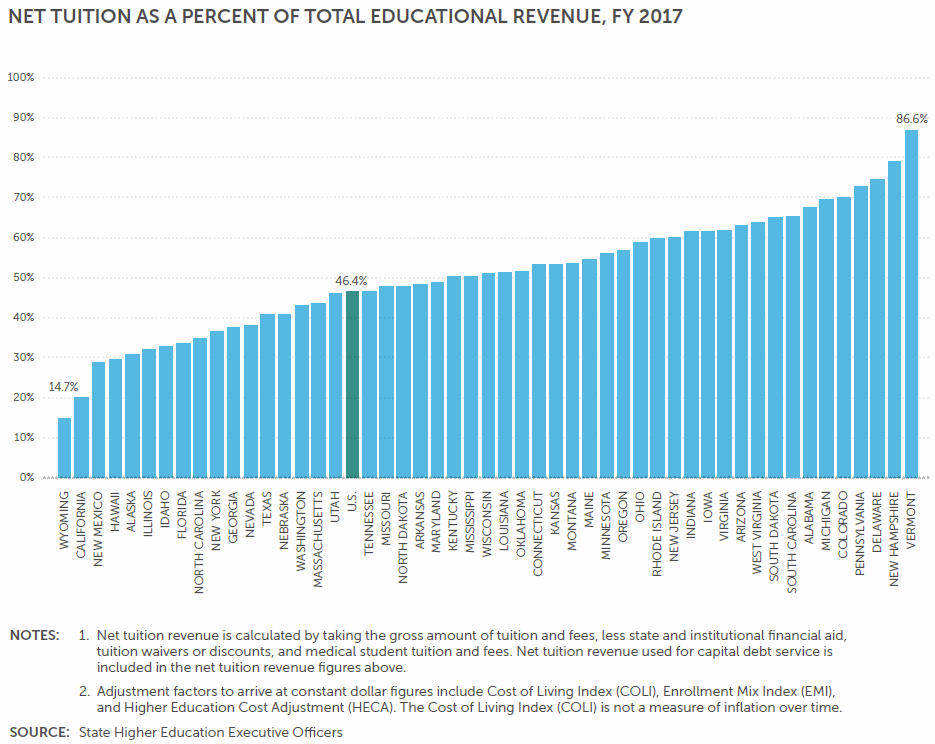 NET TUITION AS A PERCENT OF TOTAL EDUCATIONAL REVENUE, FY 2017
100%
90%
80%
70%
60%
50%
40%
30%
20%
10%
0%
14.7%
46.4%
86.6%
WYOMING
CALIFORNIA
NEW MEXICO
HAWAII
ALASKA
ILLINOIS
IDAHO
FLORIDA
NORTH CAROLINA
NEW YORK
GEORGIA
NEVADA
TEXAS
NEBRASKA
WASHINGTON
MASSACHUSETTS
UTAH
U.S.
TENNESSEE
MISSOURI
NORTH DAKOTA
ARKANSAS
MARYLAND
KENTUCKY
MISSISSIPPI
WISCONSIN
LOUISIANA
OKLAHOMA
CONNECTICUT
KANSAS
MONTANA
MAINE
MINNESOTA
OREGON
OHIO
RHODE ISLAND
NEW JERSEY
INDIANA
IOWA
VIRGINIA
ARIZONA
WEST VIRGINIA
SOUTH DAKOTA
SOUTH CAROLINA
ALABAMA
MICHIGAN
COLORADO
PENNSYLVANIA
DELAWARE
NEW HAMPSHIRE
VERMONT
NOTES: 1. Net tuition revenue is calculated by taking the gross amount of tuition and fees, less state and institutional financial aid,
tuition waivers or discounts, and medical student tuition and fees. Net tuition revenue used for capital debt service is
included in the net tuition revenue figures above.
2. Adjustment factors to arrive at constant dollar figures include Cost of Living Index (COLI), Enrollment Mix Index (EMI),
and Higher Education Cost Adjustment (HECA). The Cost of Living Index (COLI) is not a measure of inflation over time.
SOURCE: State Higher Education Executive Officers